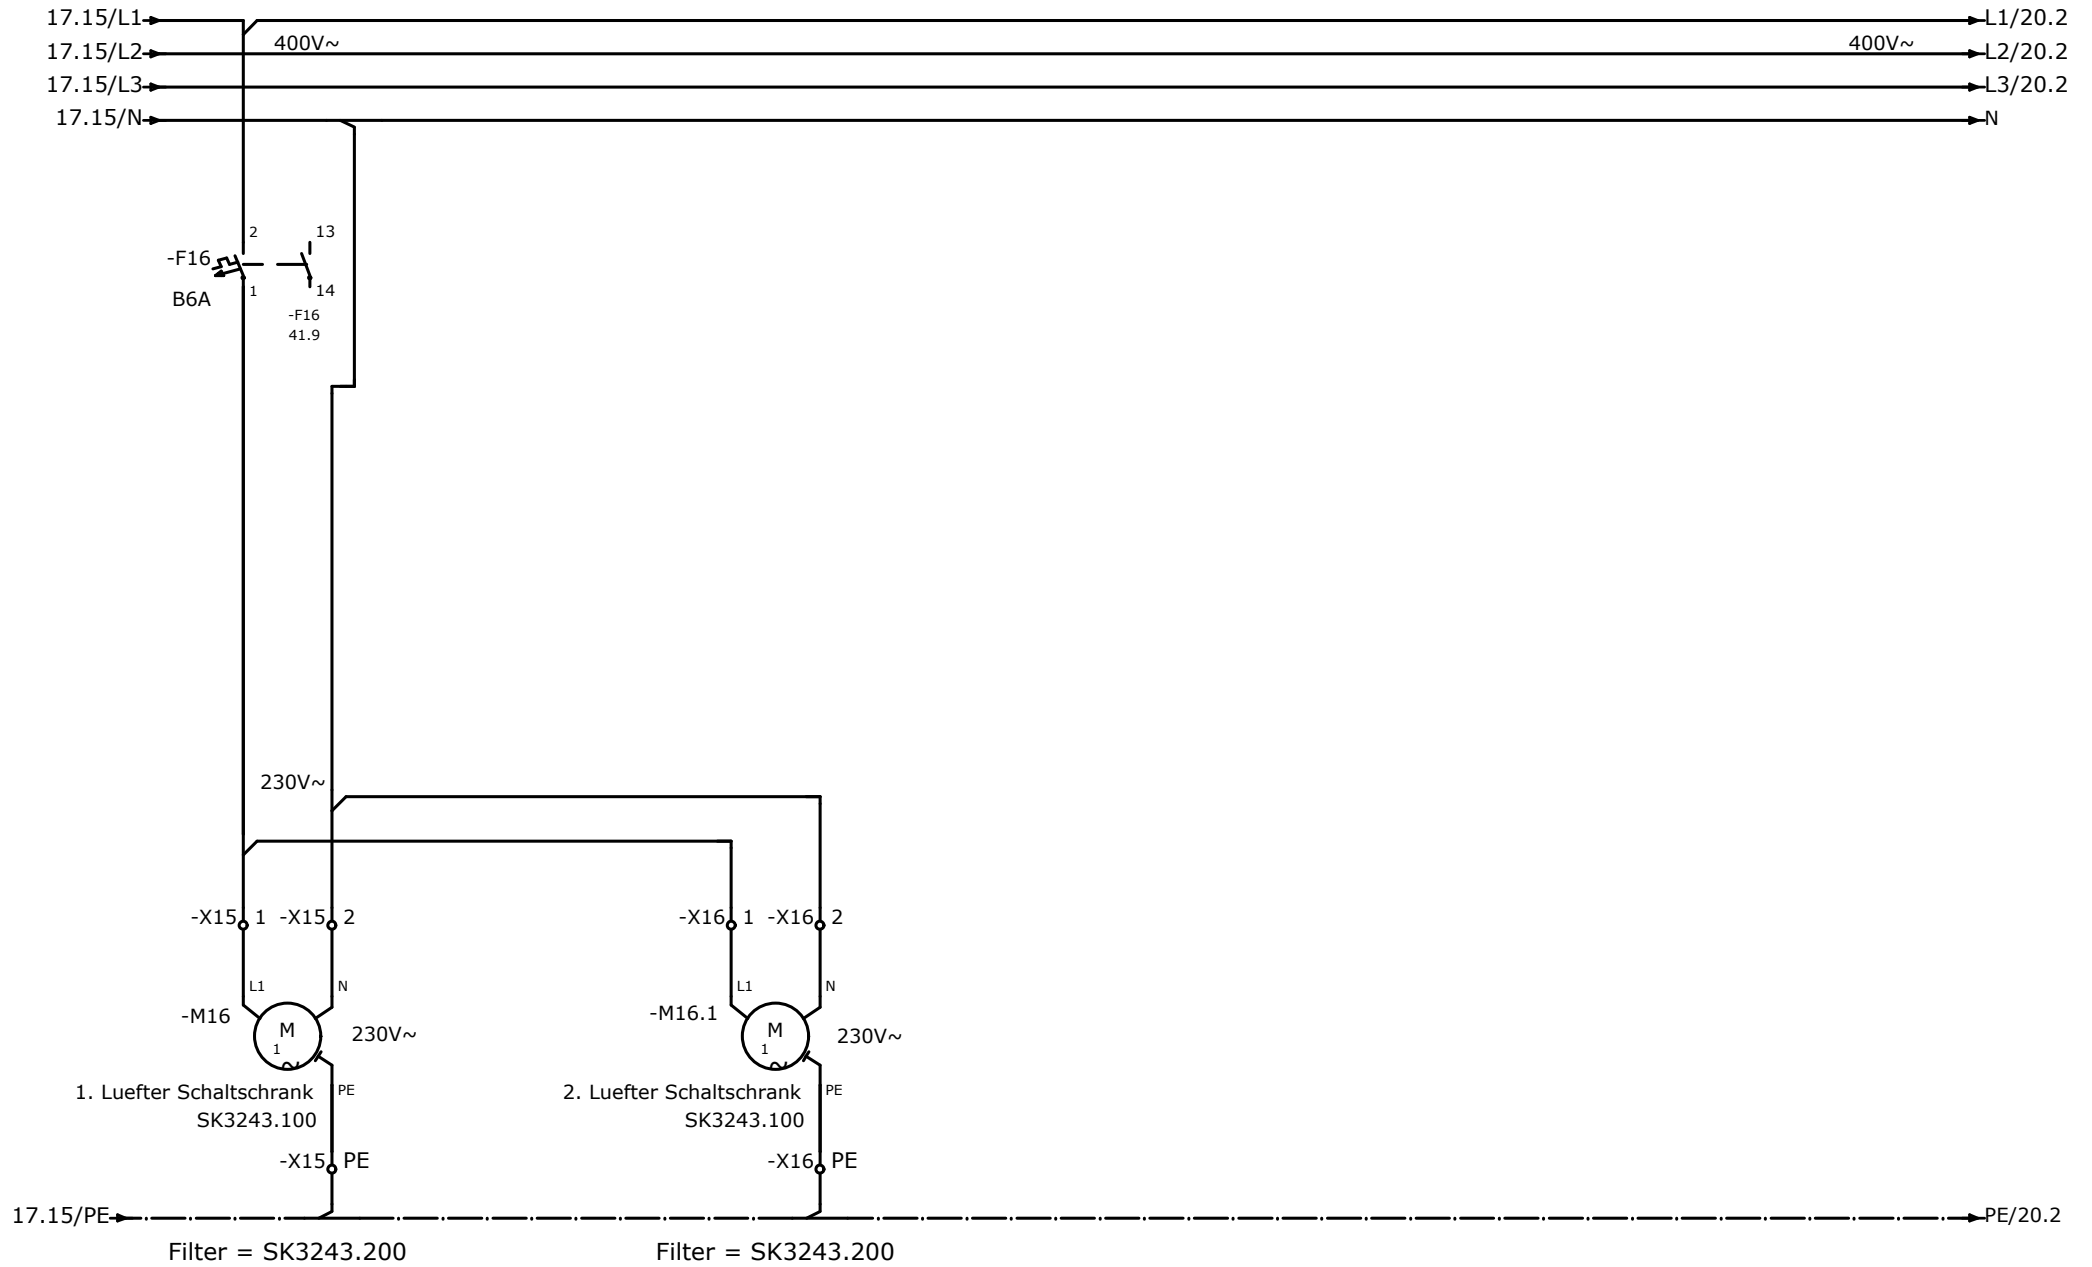 17.15/L1 L1/20.2
400V~ 400V~
17.15/L2 L2/20.2
17.15/L3 L3/20.2
17.15/N N
2 13
-F16
1 14
B6A
-F16
41.9
230V~
-X15 1 -X15 2 -X16 1 -X16 2
L1 N L1 N
-M16 -M16.1
M 230V~ M 230V~
1 1
~ ~
1. Luefter Schaltschrank PE 2. Luefter Schaltschrank PE
SK3243.100 SK3243.100
-X15 PE -X16 PE
17.15/PE PE/20.2
Filter = SK3243.200 Filter = SK3243.200